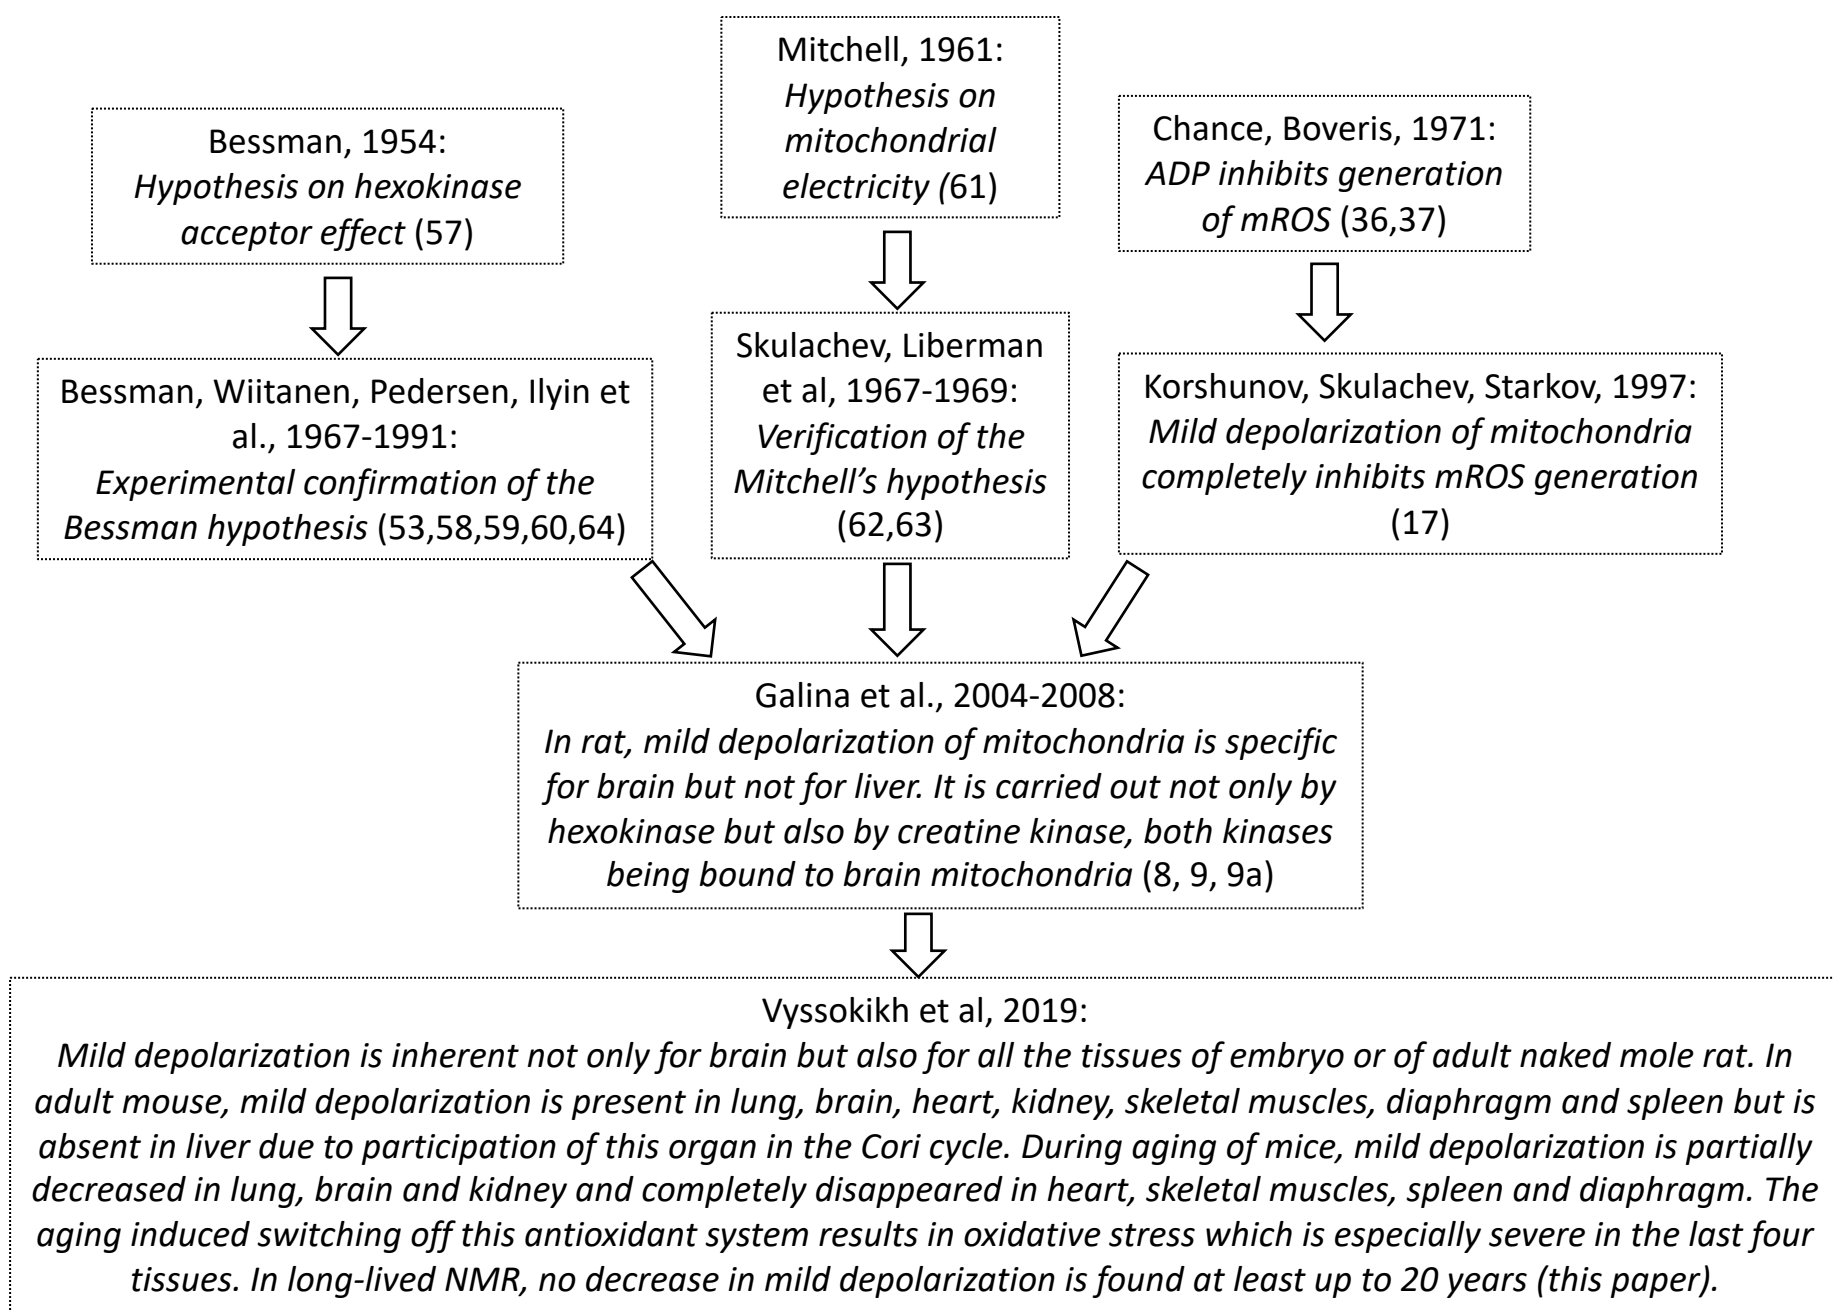 Mitchell, 1961:
Hypothesis on
mitochondrial
electricity (61)
Bessman, 1954:
Hypothesis on hexokinase
acceptor effect (57)
Chance, Boveris, 1971:
ADP inhibits generation
of mROS (36,37)
Bessman, Wiitanen, Pedersen, Ilyin et
al., 1967-1991:
Experimental confirmation of the
Bessman hypothesis (53,58,59,60,64)
Skulachev, Liberman
et al, 1967-1969:
Verification of the
Mitchell’s hypothesis
(62,63)
Korshunov, Skulachev, Starkov, 1997:
Mild depolarization of mitochondria
completely inhibits mROS generation
(17)
Galina et al., 2004-2008:
In rat, mild depolarization of mitochondria is specific
for brain but not for liver. It is carried out not only by
hexokinase but also by creatine kinase, both kinases
being bound to brain mitochondria (8, 9, 9a)
Vyssokikh et al, 2019:
Mild depolarization is inherent not only for brain but also for all the tissues of embryo or of adult naked mole rat. In
adult mouse, mild depolarization is present in lung, brain, heart, kidney, skeletal muscles, diaphragm and spleen but is
absent in liver due to participation of this organ in the Cori cycle. During aging of mice, mild depolarization is partially
decreased in lung, brain and kidney and completely disappeared in heart, skeletal muscles, spleen and diaphragm. The
aging induced switching off this antioxidant system results in oxidative stress which is especially severe in the last four
tissues. In long-lived NMR, no decrease in mild depolarization is found at least up to 20 years (this paper).